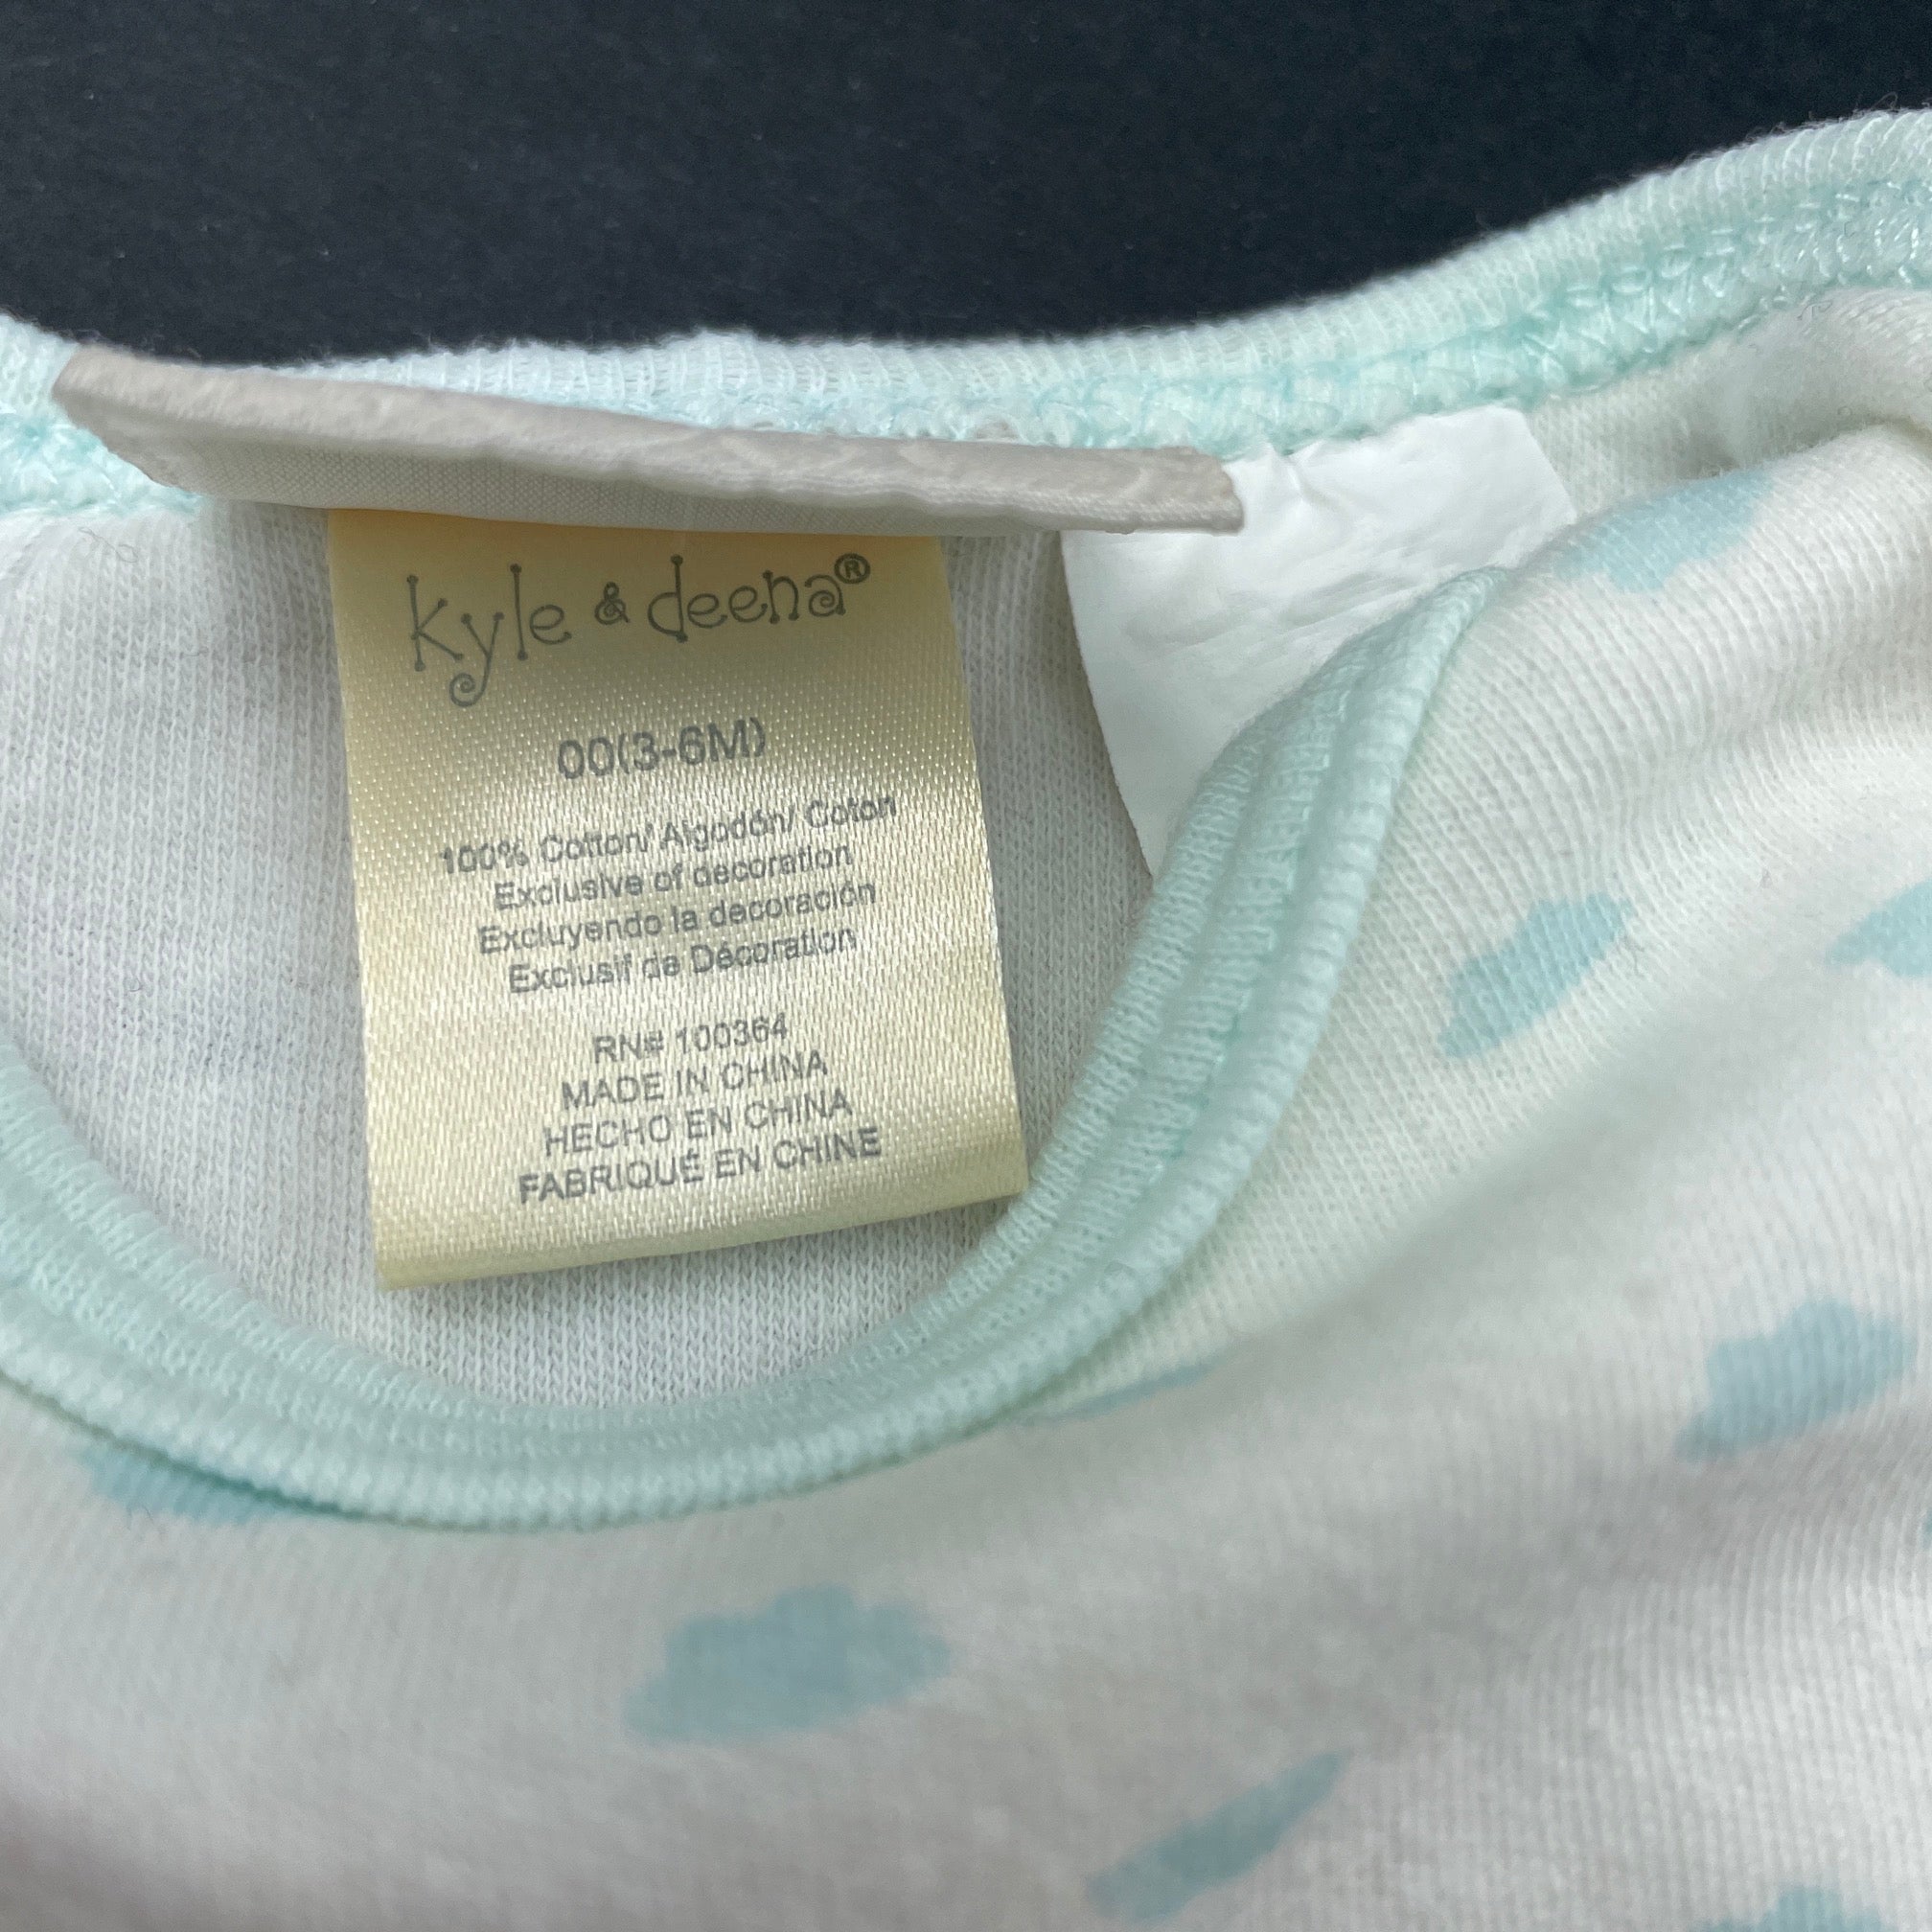 kyle & deena®
00(3-6M)
100% Cotton/ Algodón/ Coton
Exclusive of decoration
Excluyendo la decoración
Exclusif de Décoration
RN# 100364
MADE IN CHINA
HECHO EN CHINA
FABRIQUÉ EN CHINE